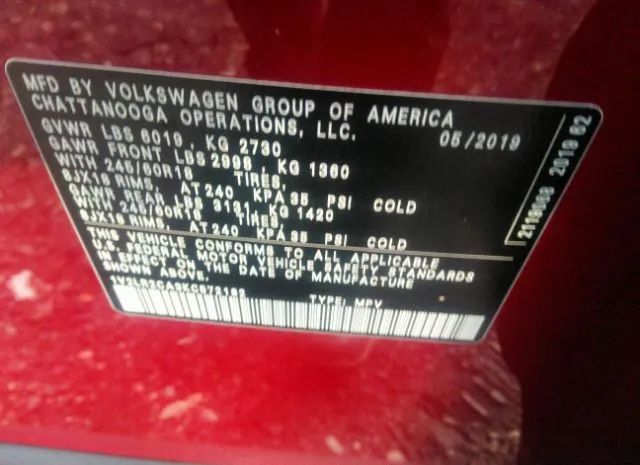 MFD BY VOLKSWAGEN GROUP OF AMERICA
CHATTANOOGA OPERATIONS, LLC.
05/2019
GVWR LBS 6019 , KG 2730
GAWR FRONT LBS 2998 , KG 1360
WITH 245/60R18 TIRES,
8JX18 RIMS, AT 240 KPA/35 PSI COLD
GAWR REAR LBS 3131, KG 1420
WITH 245/60R18 TIRES,
8JX18 RIMS, AT 240 KPA/35 PSI COLD
THIS VEHICLE CONFORMS TO ALL APPLICABLE
U.S. FEDERAL MOTOR VEHICLE SAFETY STANDARDS
IN EFFECT ON THE DATE OF MANUFACTURE
SHOWN ABOVE.
TYPE: MPV
2019